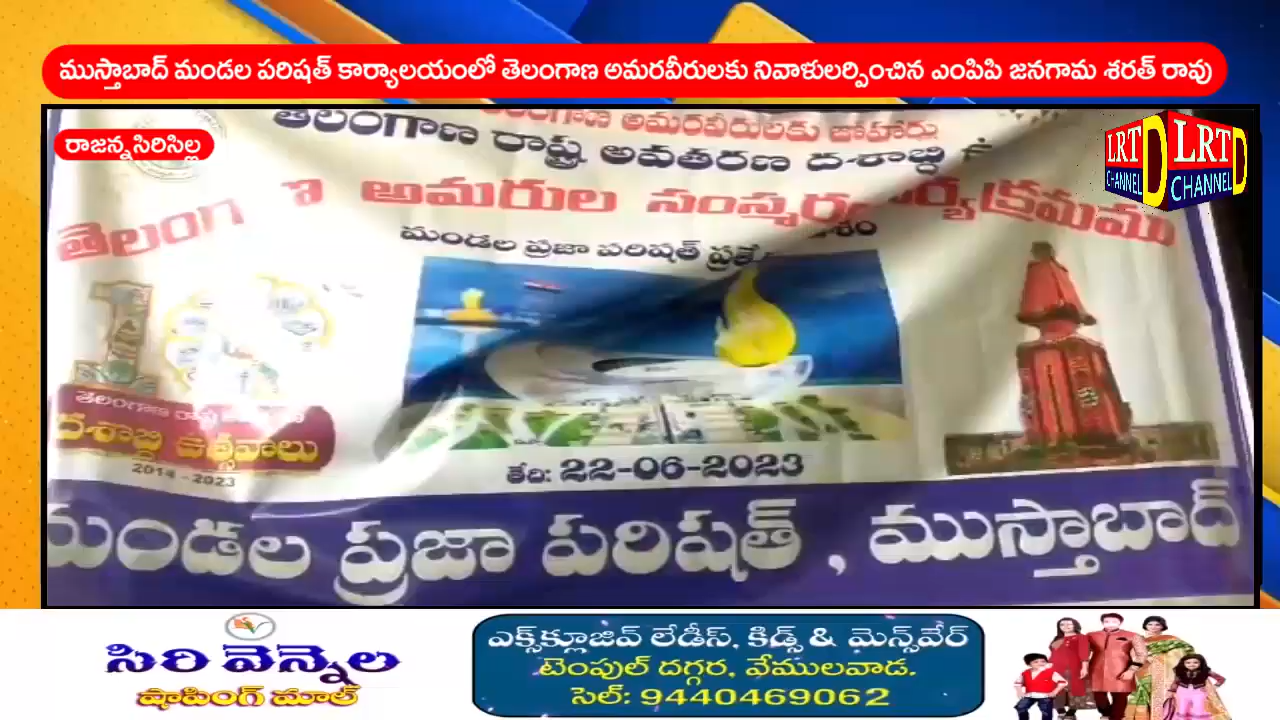 ముస్తాబాద్ మండల పరిషత్ కార్యాలయంలో తెలంగాణ అమరవీరులకు నివాళులర్పించిన ఎంపిపి జనగామ శరత్ రావు
రాజన్నసిరిసిల్ల
LRT CHANNEL D
LRT CHANNEL D
అమరవీరులకు జోహార్లు
తెలంగాణ రాష్ట్ర అవతరణ దశాబ్ది
అమరుల సంస్మరణ
మండల ప్రజా పరిషత్
తెలంగాణ రాష్ట్ర
దశాబ్ది ఉత్సవాలు
2014 - 2023
తేది: 22-06-2023
మండల ప్రజా పరిషత్, ముస్తాబాద్
సిరి వెన్నెల
షాపింగ్ మాల్
ఎక్స్‌క్లూజివ్ లేడీస్, కిడ్స్ & మెన్స్‌వేర్
టెంపుల్ దగ్గర, వేములవాడ.
సెల్: 9440469062